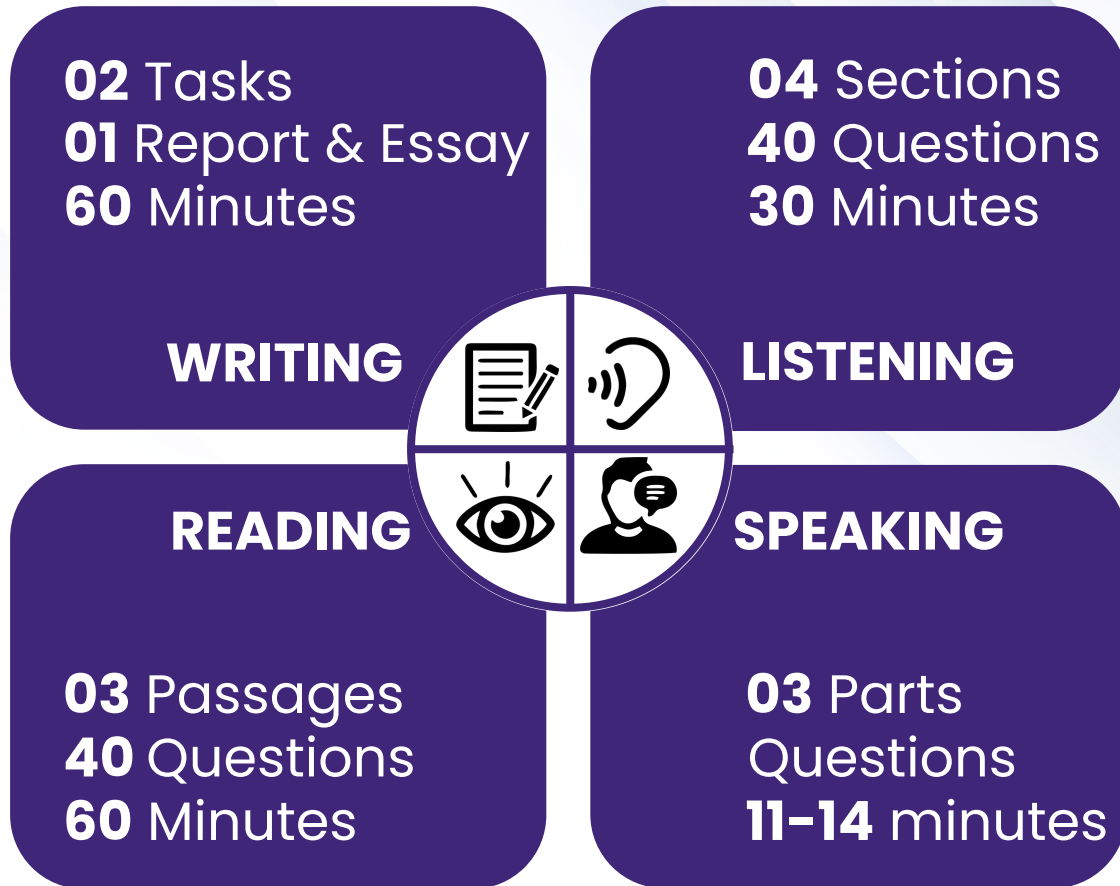 02 Tasks
01 Report & Essay
60 Minutes
WRITING
04 Sections
40 Questions
30 Minutes
LISTENING
READING
03 Passages
40 Questions
60 Minutes
SPEAKING
03 Parts
Questions
11-14 minutes